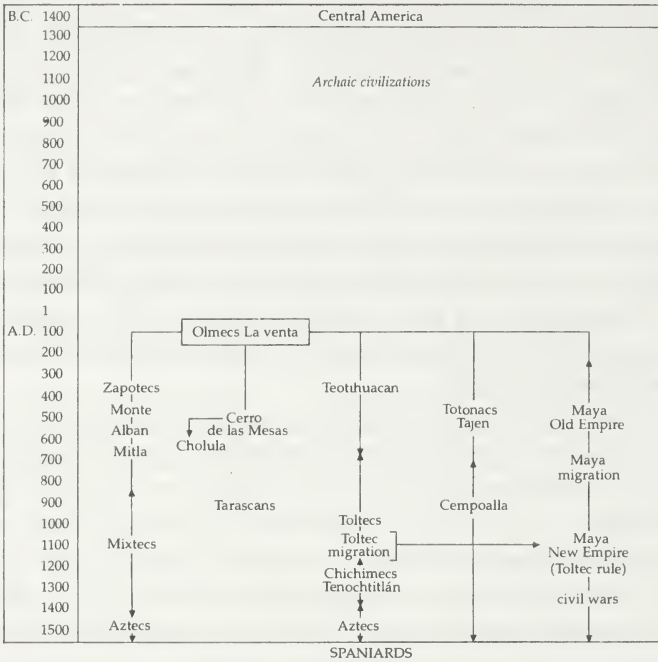 B.C. 1400 Central America
1300
1200
1100 Archaic civilizations
1000
900
800
700
600
500
400
300
200
100
1
A.D. 100 Olmecs La venta
200
300
400 Zapotecs Teotihuacan
500 Monte Cerro Totonacs Maya
600 Alban de las Mesas Tajen Old Empire
Mitla Cholula
700 Maya
800 migration
900 Tarascans Cempoalla
1000 Toltecs
1100 Mixtecs Toltec Maya
migration New Empire
1200 (Toltec rule)
Chichimecs
1300 Tenochtitlán civil wars
1400
1500 Aztecs Aztecs
SPANIARDS